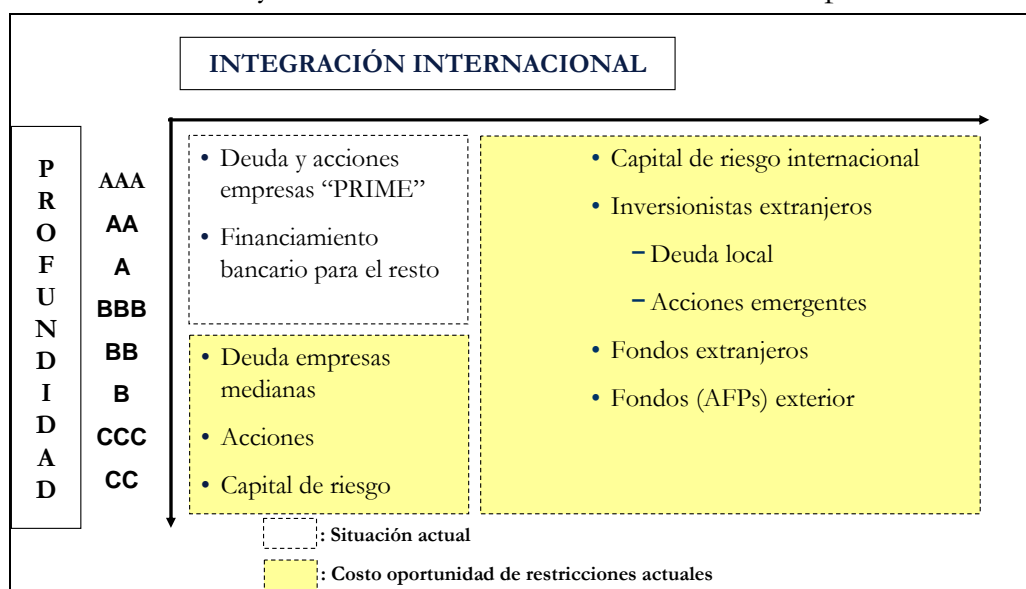 INTEGRACIÓN INTERNACIONAL
PROFUNDIDAD
AAA
AA
A
BBB
BB
B
CCC
CC
• Deuda y acciones
empresas “PRIME”
• Financiamiento
bancario para el resto
• Deuda empresas
medianas
• Acciones
• Capital de riesgo
• Capital de riesgo internacional
• Inversionistas extranjeros
– Deuda local
– Acciones emergentes
• Fondos extranjeros
• Fondos (AFPs) exterior
: Situación actual
: Costo oportunidad de restricciones actuales